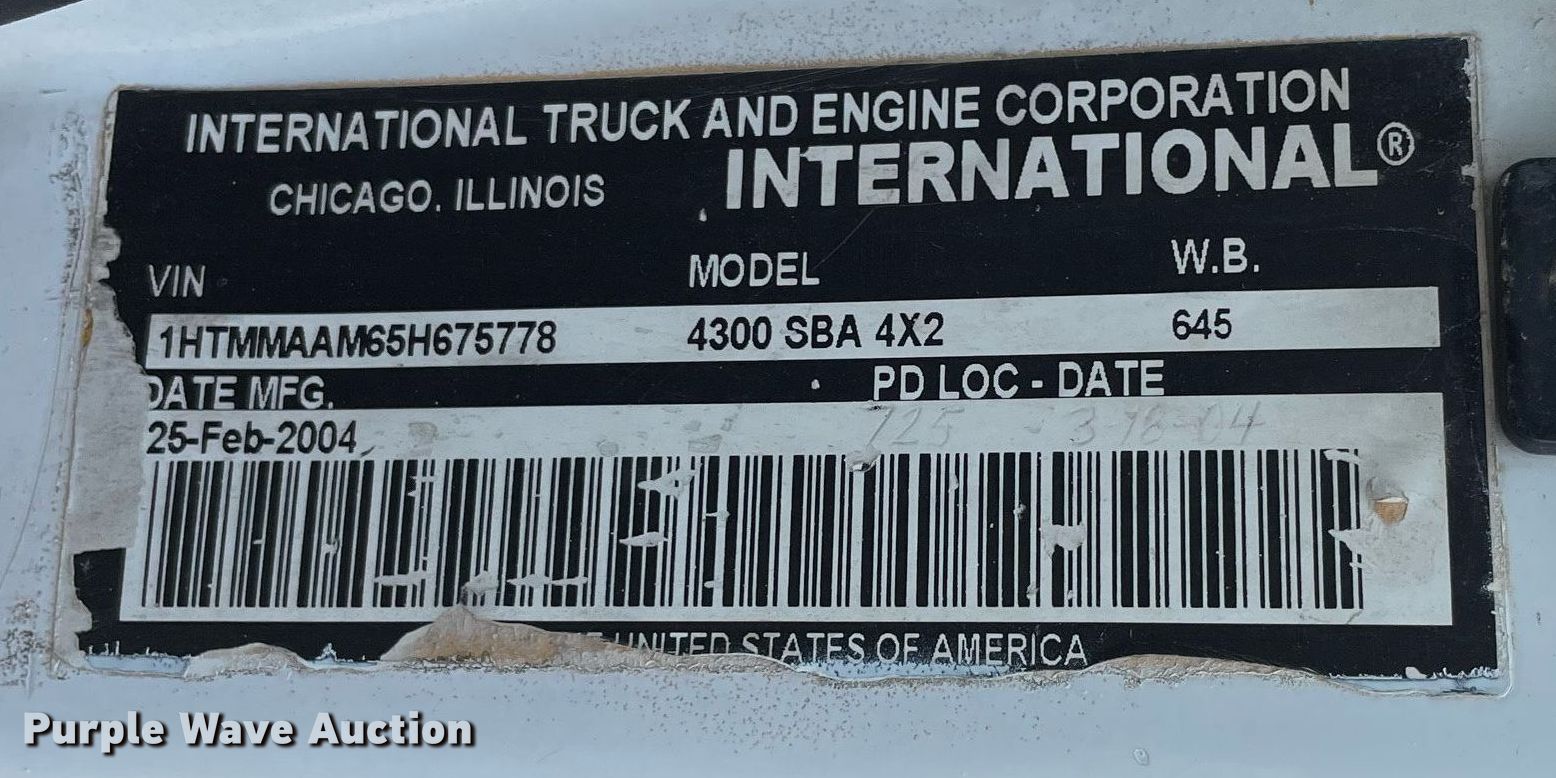 INTERNATIONAL TRUCK AND ENGINE CORPORATION
CHICAGO, ILLINOIS INTERNATIONAL®
VIN MODEL W.B.
1HTMMAAM65H675778 4300 SBA 4X2 645
DATE MFG. PD LOC - DATE
25-Feb-2004 725 3-18-04
UNITED STATES OF AMERICA
Purple Wave Auction